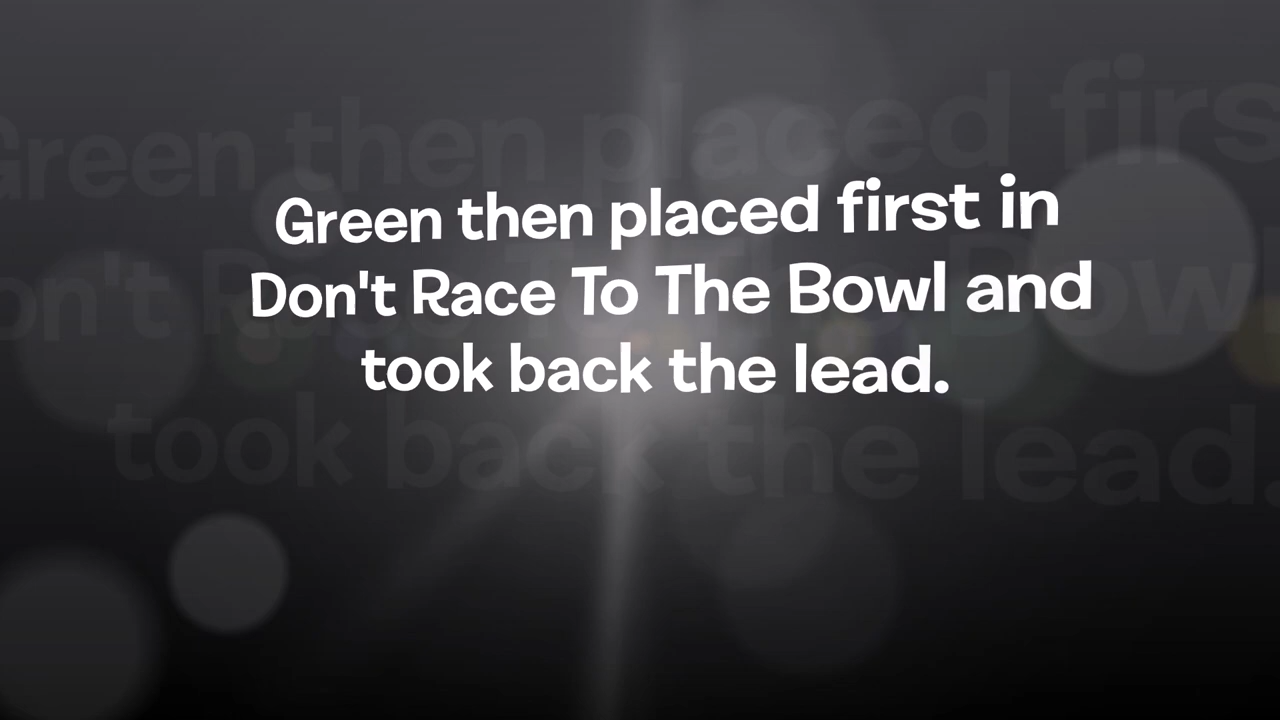 Green then placed first in
Don't Race To The Bowl and
took back the lead.